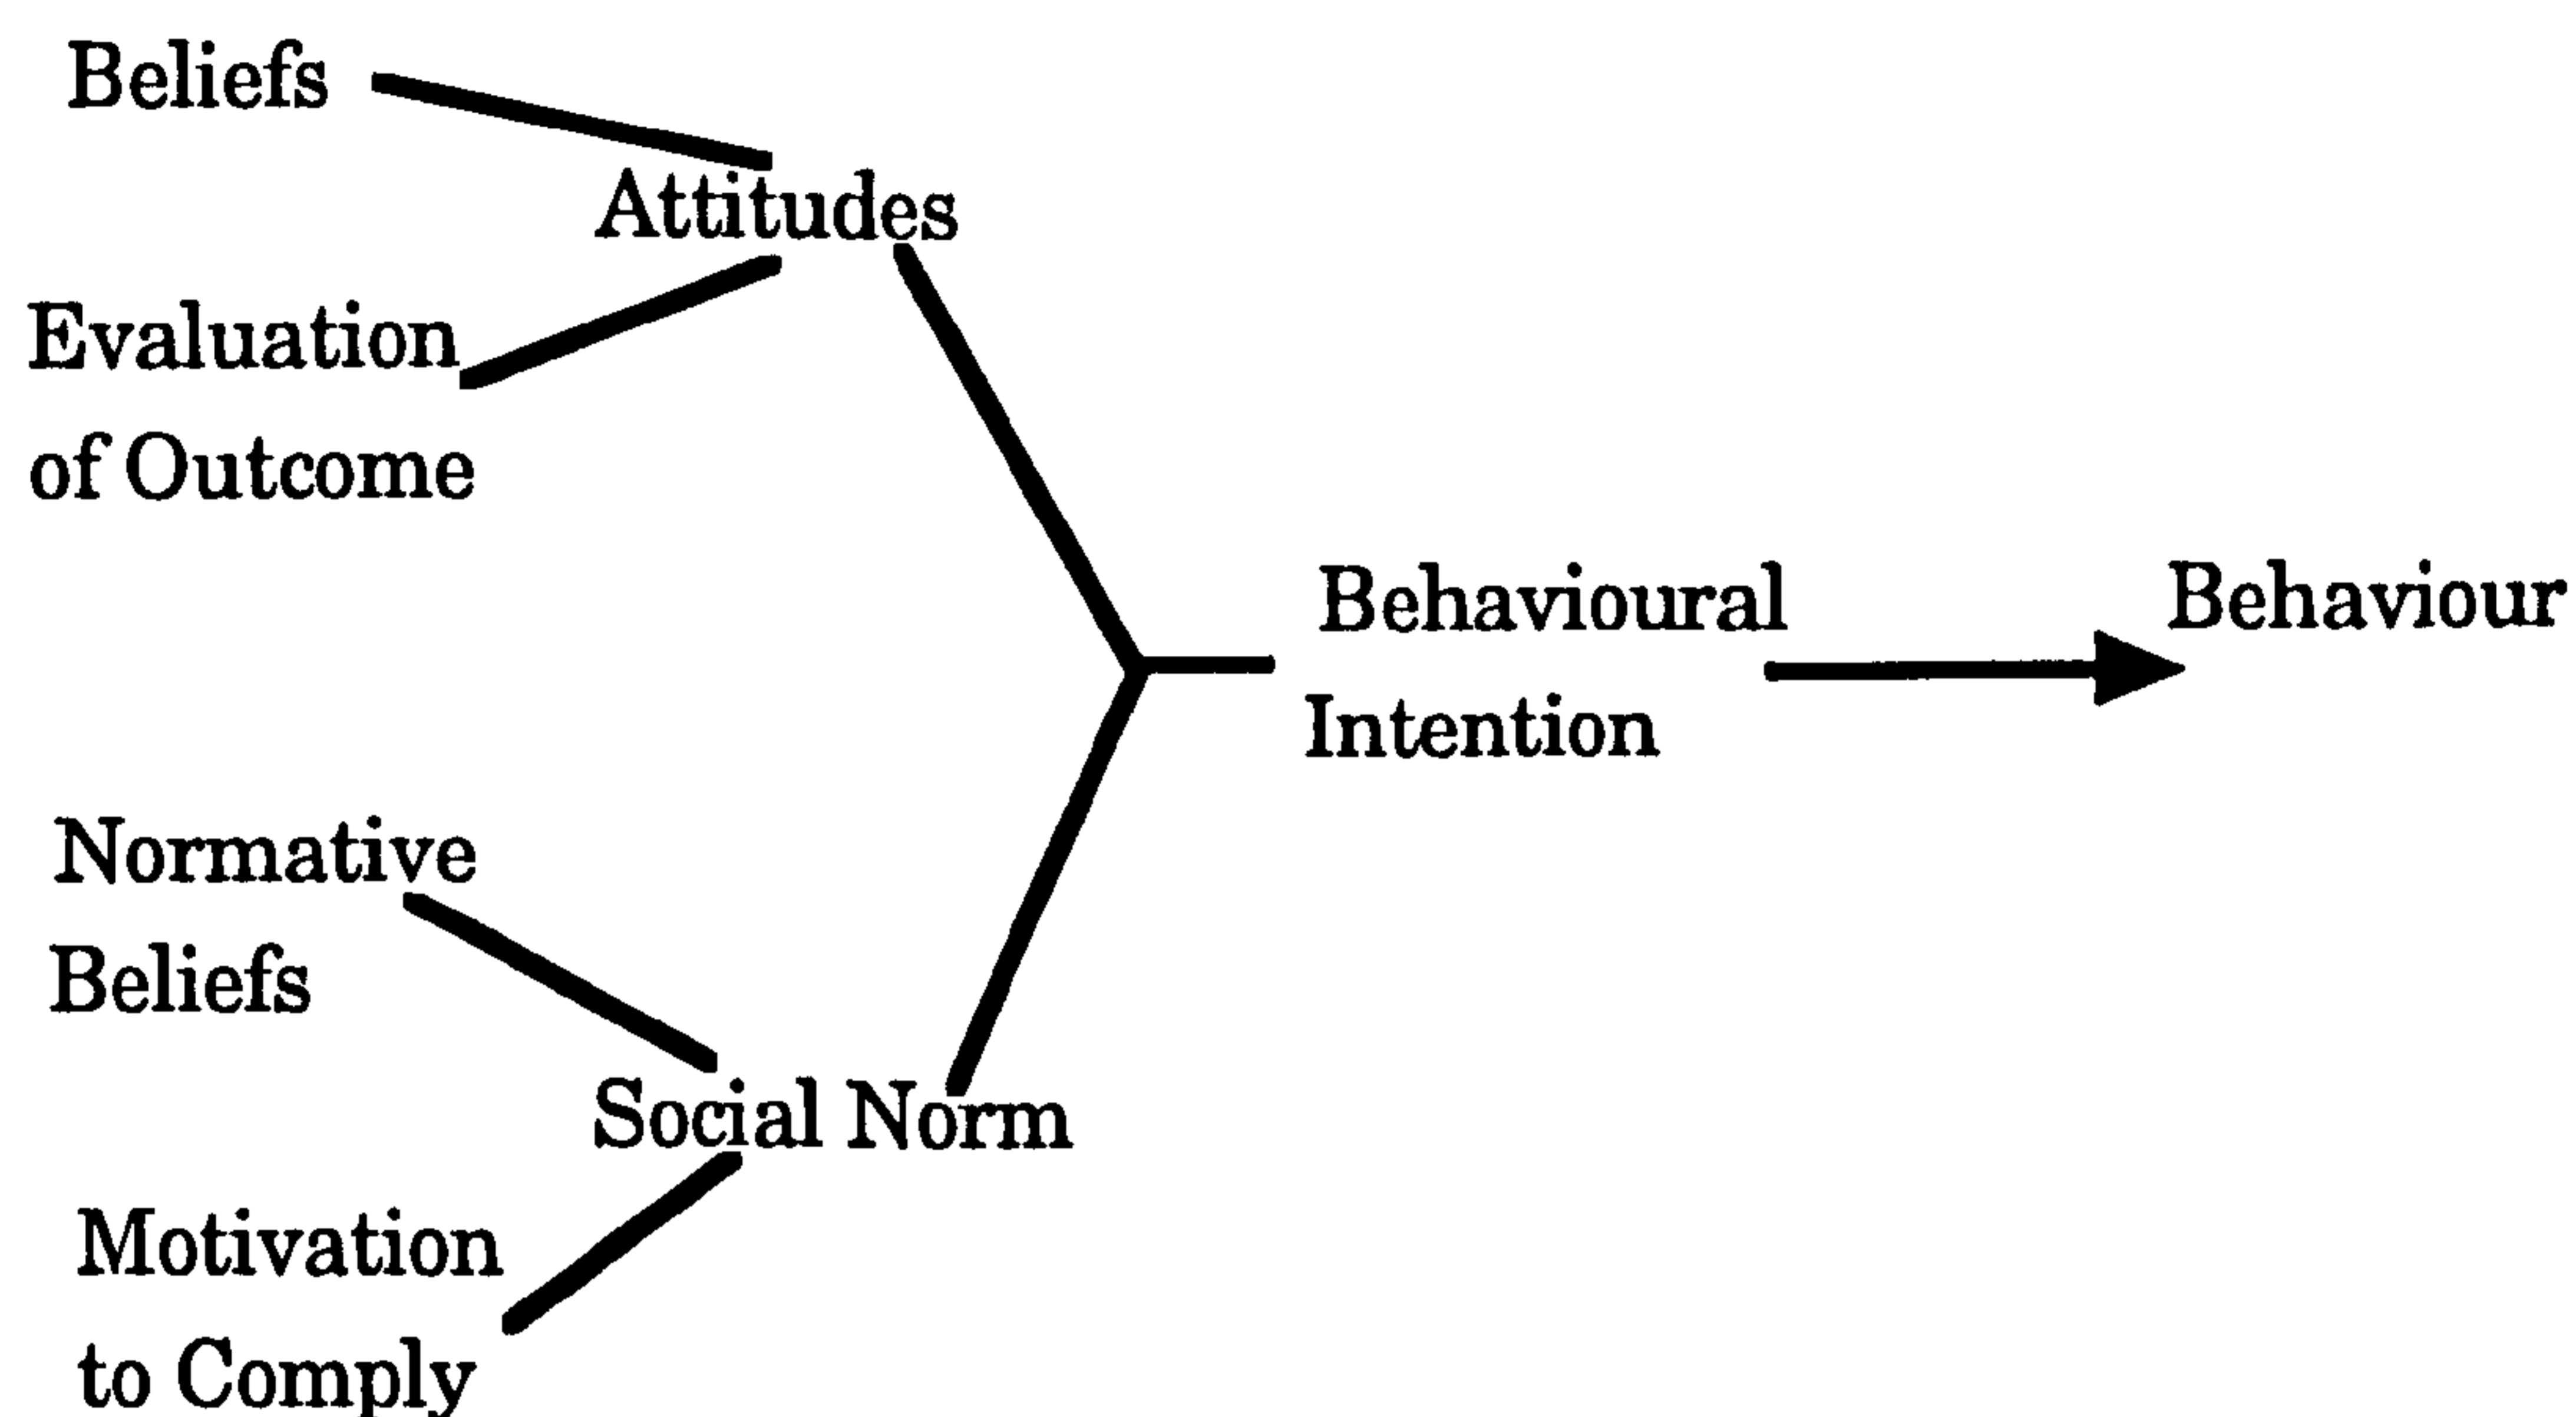 Beliefs
Attitudes
Evaluation
of Outcome
Behavioural
Intention
Behaviour
Normative
Beliefs
Social Norm
Motivation
to Comply